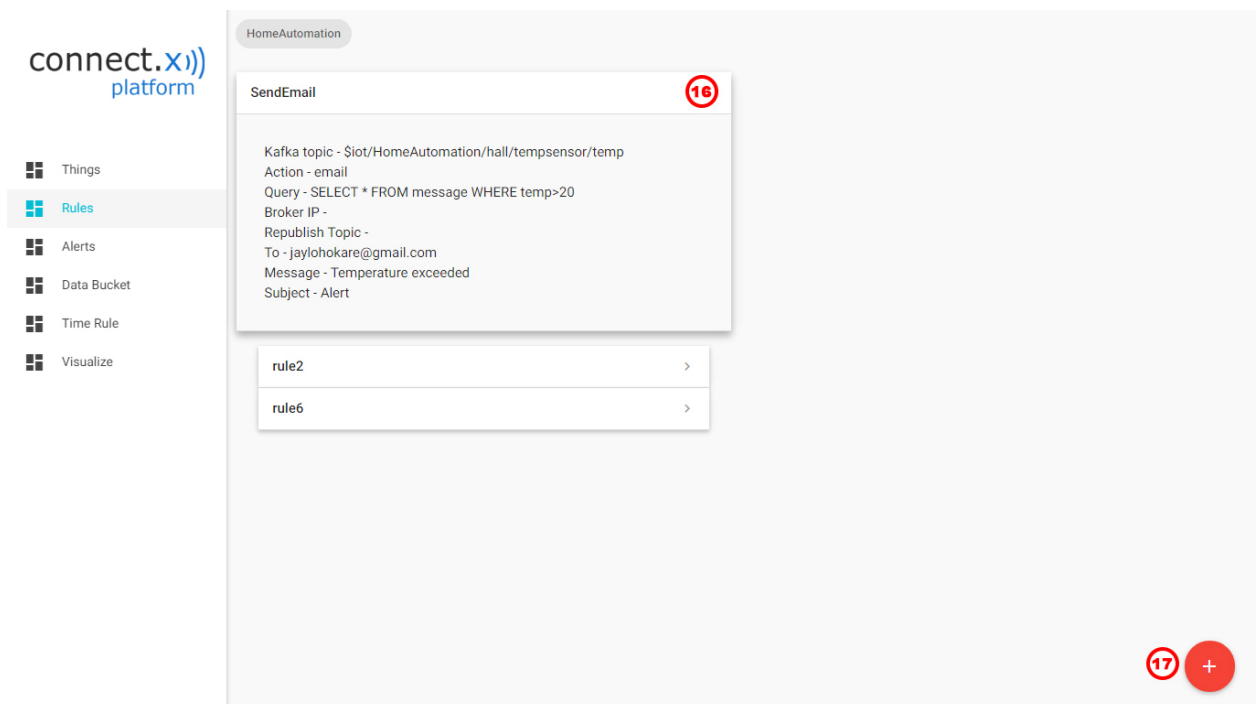 connect.x
platform
Things
Rules
Alerts
Data Bucket
Time Rule
Visualize
HomeAutomation
SendEmail
16
Kafka topic - $iot/HomeAutomation/hall/tempsensor/temp
Action - email
Query - SELECT * FROM message WHERE temp>20
Broker IP -
Republish Topic -
To - jaylohokare@gmail.com
Message - Temperature exceeded
Subject - Alert
rule2
rule6
17
+